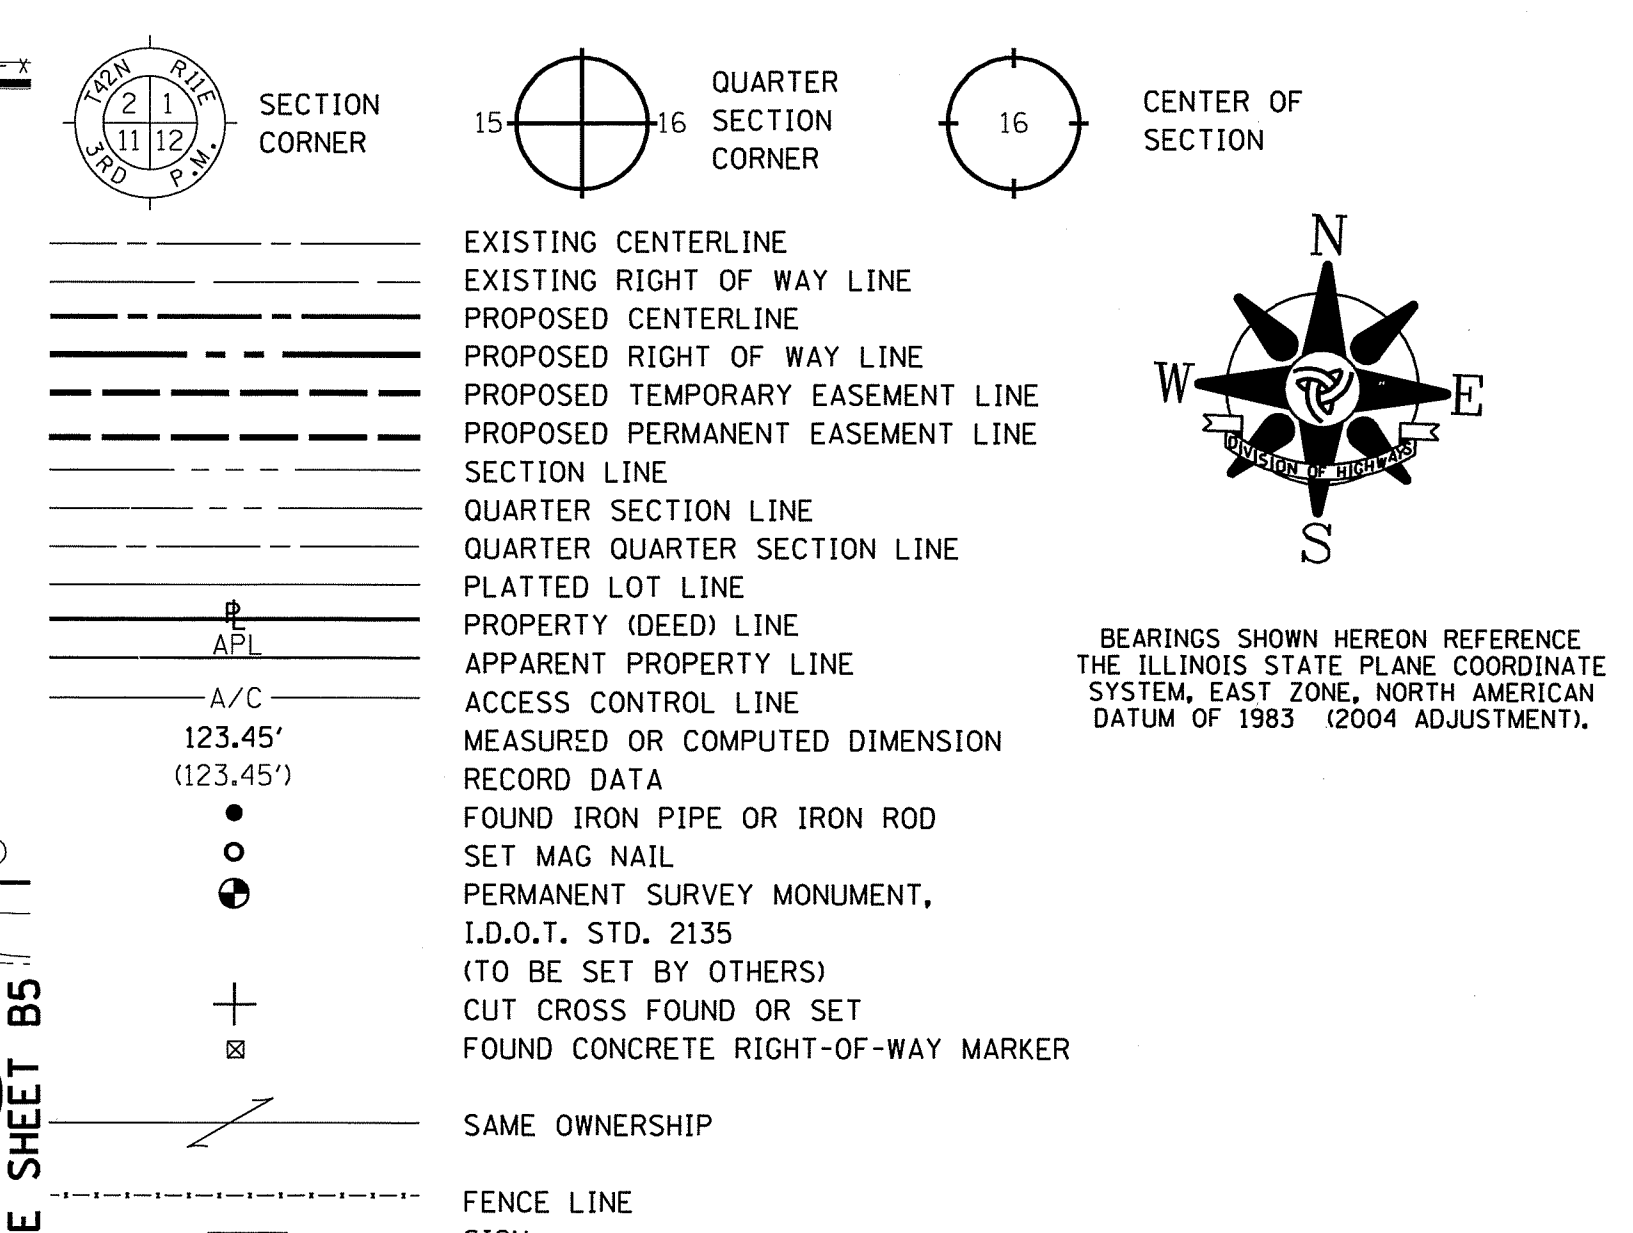 T42N R11E
2 1
11 12
3RD P.M.
SECTION
CORNER
15 16
QUARTER
SECTION
CORNER
16
CENTER OF
SECTION
EXISTING CENTERLINE
EXISTING RIGHT OF WAY LINE
PROPOSED CENTERLINE
PROPOSED RIGHT OF WAY LINE
PROPOSED TEMPORARY EASEMENT LINE
PROPOSED PERMANENT EASEMENT LINE
SECTION LINE
QUARTER SECTION LINE
QUARTER QUARTER SECTION LINE
PLATTED LOT LINE
PL PROPERTY (DEED) LINE
APL APPARENT PROPERTY LINE
A/C ACCESS CONTROL LINE
123.45' MEASURED OR COMPUTED DIMENSION
(123.45') RECORD DATA
FOUND IRON PIPE OR IRON ROD
SET MAG NAIL
PERMANENT SURVEY MONUMENT,
I.D.O.T. STD. 2135
(TO BE SET BY OTHERS)
CUT CROSS FOUND OR SET
FOUND CONCRETE RIGHT-OF-WAY MARKER
SAME OWNERSHIP
FENCE LINE
N
W E
DIVISION OF HIGHWAYS
S
BEARINGS SHOWN HEREON REFERENCE
THE ILLINOIS STATE PLANE COORDINATE
SYSTEM, EAST ZONE, NORTH AMERICAN
DATUM OF 1983 (2004 ADJUSTMENT).
E SHEET B5